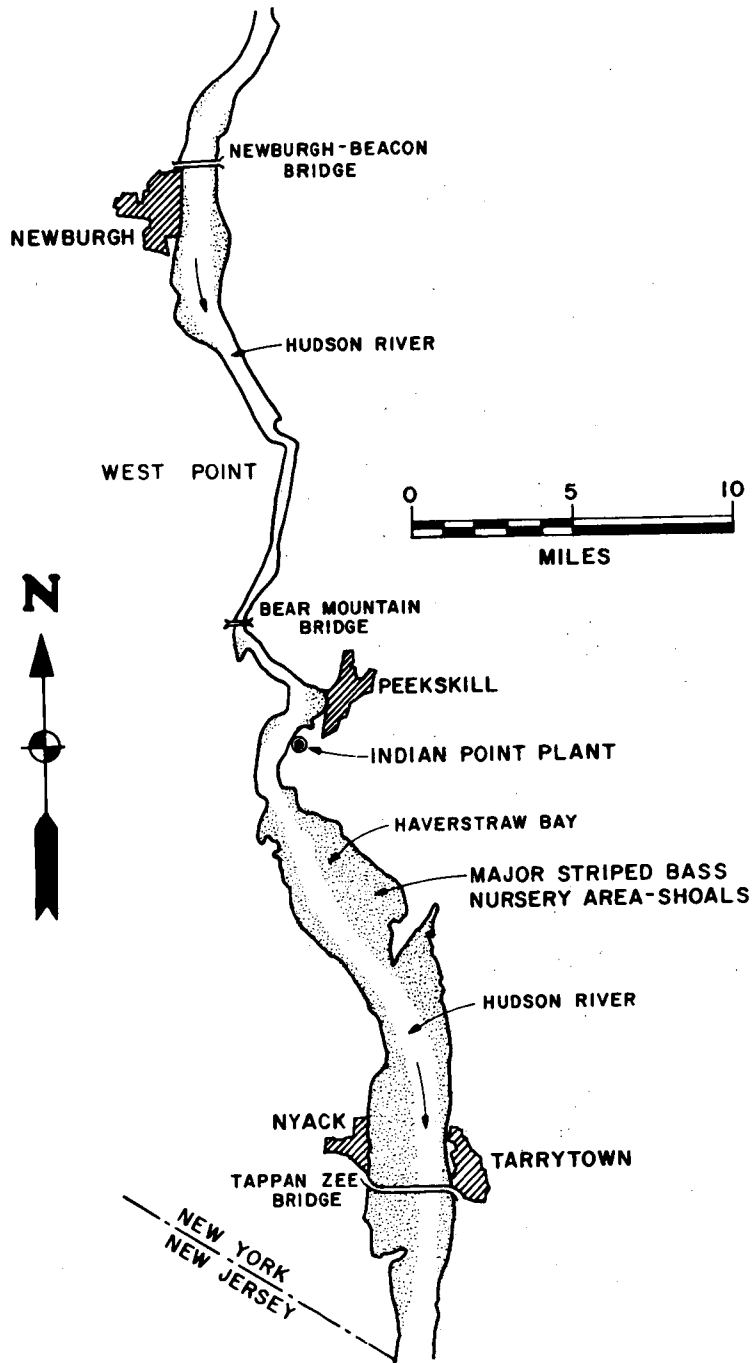 NEWBURGH-BEACON
BRIDGE
NEWBURGH
HUDSON RIVER
WEST POINT
0 5 10
MILES
N
BEAR MOUNTAIN
BRIDGE
PEEKSKILL
INDIAN POINT PLANT
HAVERSTRAW BAY
MAJOR STRIPED BASS
NURSERY AREA-SHOALS
HUDSON RIVER
NYACK
TARRYTOWN
TAPPAN ZEE
BRIDGE
NEW YORK
NEW JERSEY